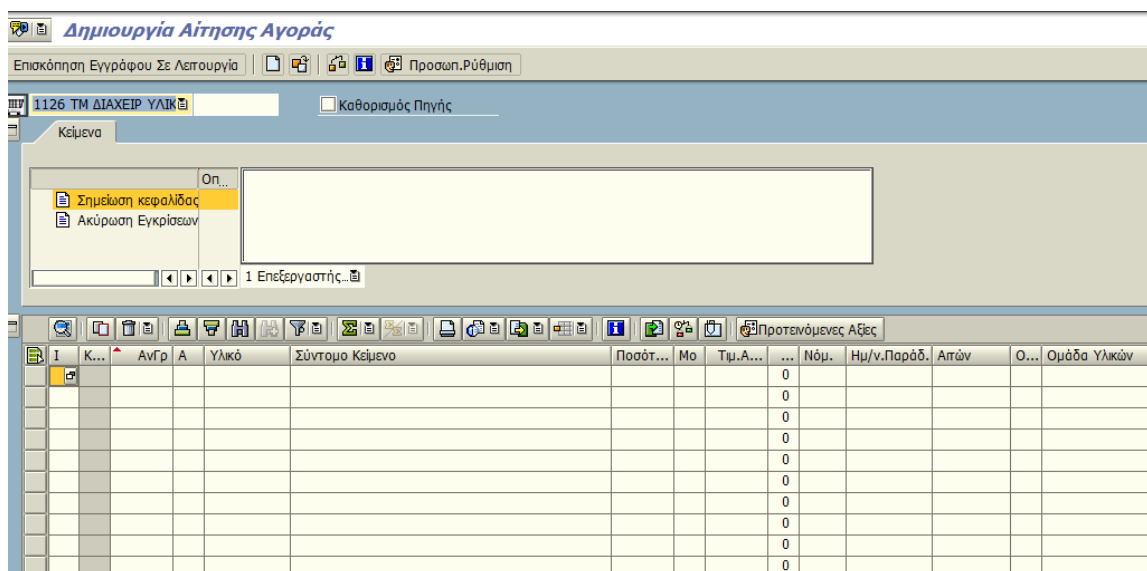 Δημιουργία Αίτησης Αγοράς
Επισκόπηση Εγγράφου Σε Λειτουργία Προσωπ.Ρύθμιση
1126 ΤΜ ΔΙΑΧΕΙΡ ΥΛΙΚ Καθορισμός Πηγής
Κείμενα
Οπ...
Σημείωση κεφαλίδας
Ακύρωση Εγκρίσεων
1 Επεξεργαστής...
Προτεινόμενες Αξίες
Ι Κ... ΑνΓρ Α Υλικό Σύντομο Κείμενο Ποσότ... Μο Τιμ.Α... ... Νόμ. Ημ/ν.Παράδ. Αιτών Ο... Ομάδα Υλικών
0
0
0
0
0
0
0
0
0
0